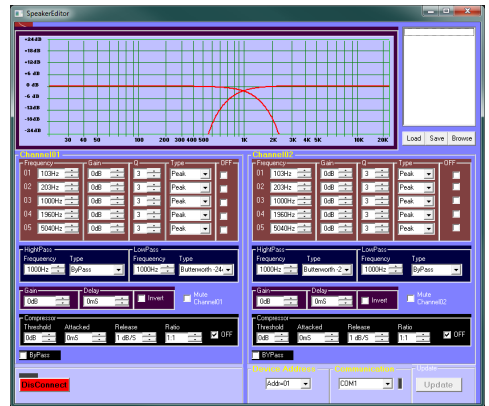 SpeakerEditor
+24dB
+18dB
+12dB
+6 dB
0 dB
-6 dB
-12dB
-18dB
-24dB
30 40 50 100 200 300 400 500 1K 2K 3K 4K 5K 10K 20K
Load Save Browse
Channel01
Frequency Gain Q Type OFF
01 103Hz 0dB 3 Peak
02 203Hz 0dB 3 Peak
03 1000Hz 0dB 3 Peak
04 1960Hz 0dB 3 Peak
05 5040Hz 0dB 3 Peak
HightPass LowPass
Frequeency Type Frequeency Type
1000Hz ByPass 1000Hz Butterworth -24
Gain Delay
0dB 0mS Invert Mute Channel01
Compressor
Threshold Attacked Release Ratio
0dB 0mS 1 dB/S 1:1 OFF
ByPass
DisConnect
Channel02
Frequency Gain Q Type OFF
01 103Hz 0dB 3 Peak
02 203Hz 0dB 3 Peak
03 1000Hz 0dB 3 Peak
04 1960Hz 0dB 3 Peak
05 5040Hz 0dB 3 Peak
HightPass LowPass
Frequeency Type Frequeency Type
1000Hz Butterworth -2 1000Hz ByPass
Gain Delay
0dB 0mS Invert Mute Channel02
Compressor
Threshold Attacked Release Ratio
0dB 0mS 1 dB/S 1:1 OFF
BYPass
Device Address Communication Update
Addr=01 COM1 Update